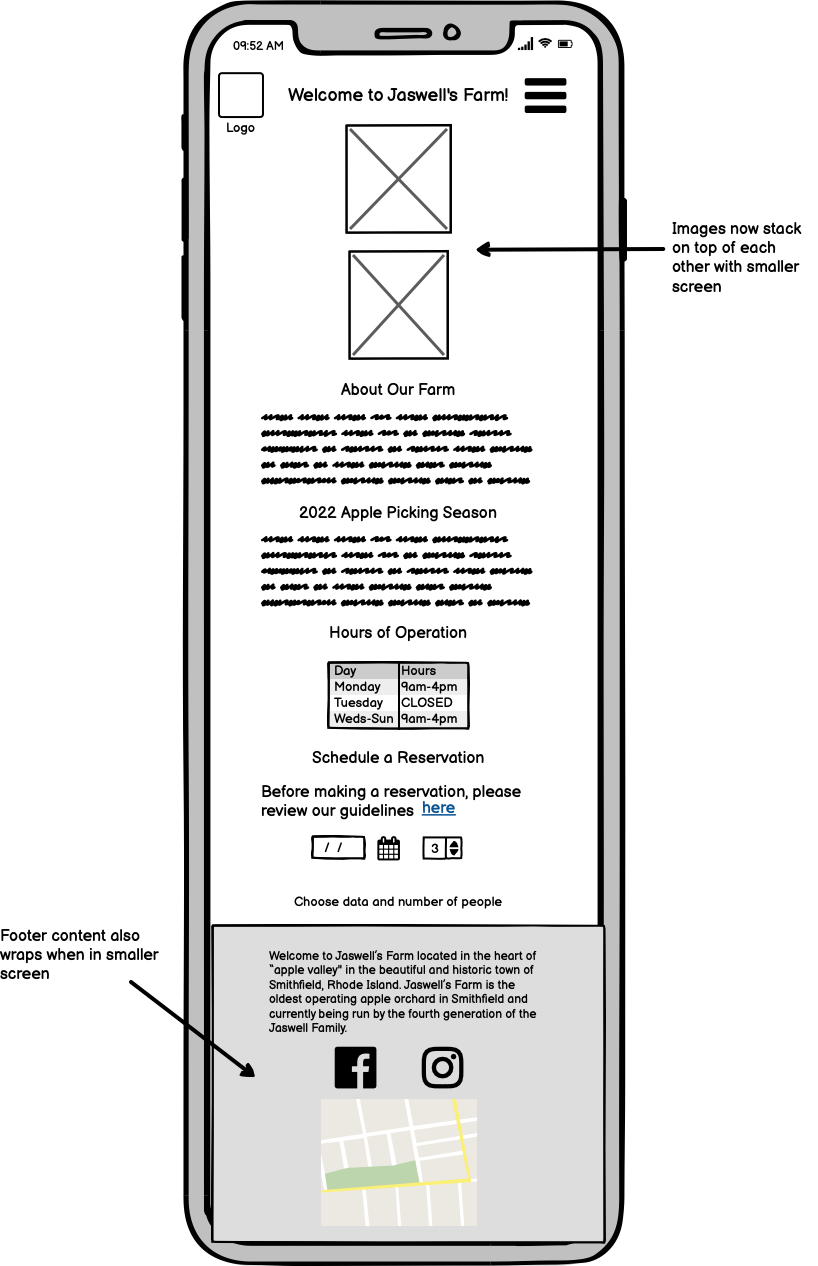 09:52 AM
Welcome to Jaswell's Farm!
Logo
Images now stack
on top of each
other with smaller
screen
About Our Farm
2022 Apple Picking Season
Hours of Operation
Day Hours
Monday 9am-4pm
Tuesday CLOSED
Weds-Sun 9am-4pm
Schedule a Reservation
Before making a reservation, please
review our guidelines here
/ / 3
Choose data and number of people
Footer content also
wraps when in smaller
screen
Welcome to Jaswell's Farm located in the heart of
"apple valley" in the beautiful and historic town of
Smithfield, Rhode Island. Jaswell's Farm is the
oldest operating apple orchard in Smithfield and
currently being run by the fourth generation of the
Jaswell Family.